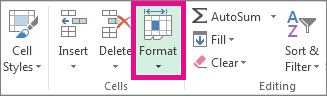 Cell
Styles
Insert
Delete
Format
Cells
Σ AutoSum
Fill
Clear
A
Z
Sort &
Filter
Editing